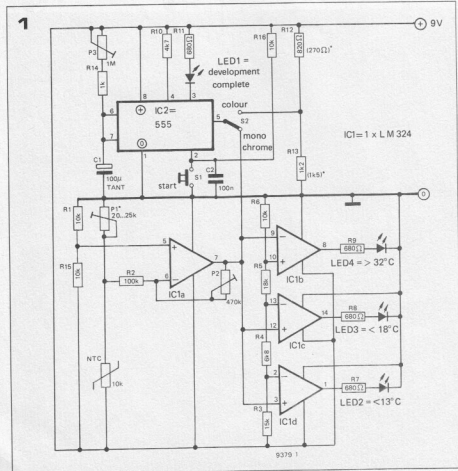 1
9V
P3
1M
R14
1k
R10
4k7
R11
680Ω
LED1 =
development
complete
R16
10k
R12
820Ω
(270Ω)*
colour
S2
mono
chrome
8
4
3
6
7
5
IC2=
555
0
1
2
IC1= 1 x LM 324
C1
100µ
TANT
start
S1
C2
100n
R13
1k2
(1k5)*
0
R1
10k
P1*
20...25k
R15
10k
R2
100k
5
6
7
IC1a
P2
470k
NTC
10k
R6
10k
9
10
8
IC1b
R9
680Ω
LED4 = > 32°C
R5
18k
13
12
14
IC1c
R8
680Ω
LED3 = < 18°C
R4
6k8
2
3
1
IC1d
R7
680Ω
LED2 = <13°C
R3
15k
9379 1